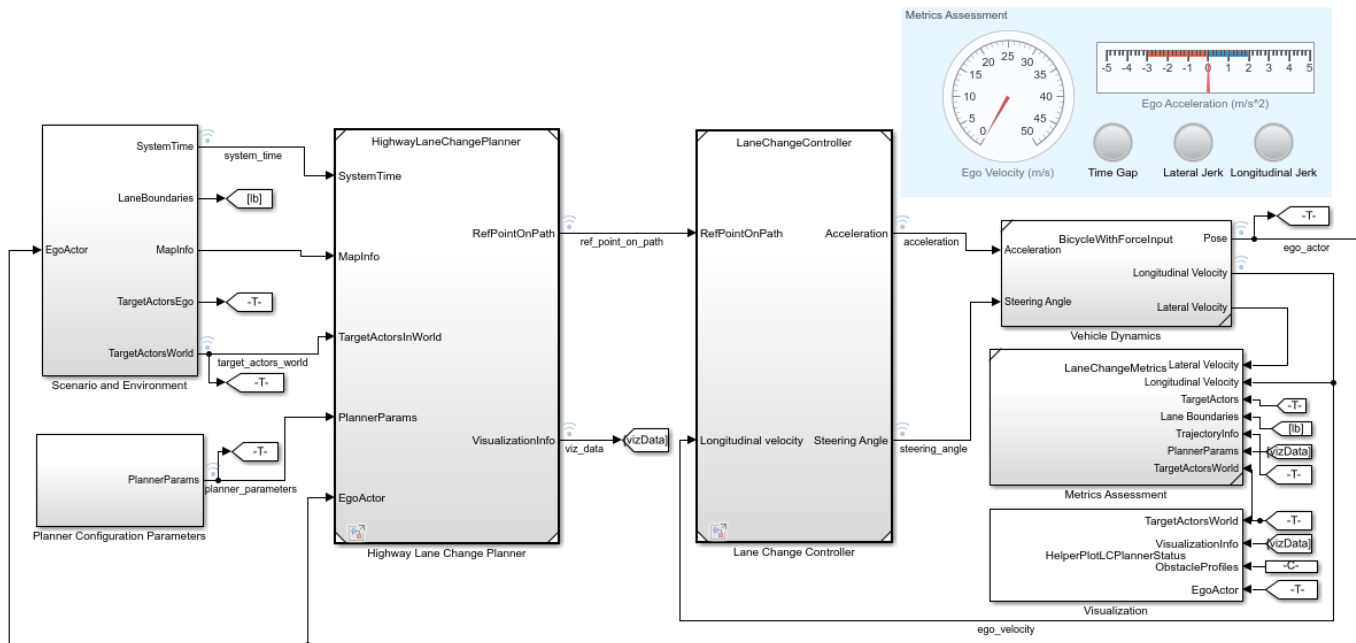 Metrics Assessment
0
5
10
15
20
25
30
35
40
45
50
Ego Velocity (m/s)
-5 -4 -3 -2 -1 0 1 2 3 4 5
Ego Acceleration (m/s^2)
Time Gap
Lateral Jerk
Longitudinal Jerk
EgoActor
SystemTime
LaneBoundaries
MapInfo
TargetActorsEgo
TargetActorsWorld
Scenario and Environment
system_time
[lb]
-T-
target_actors_world
-T-
PlannerParams
Planner Configuration Parameters
-T-
planner_parameters
HighwayLaneChangePlanner
SystemTime
RefPointOnPath
MapInfo
TargetActorsInWorld
PlannerParams
VisualizationInfo
EgoActor
Highway Lane Change Planner
ref_point_on_path
viz_data
[vizData]
LaneChangeController
RefPointOnPath
Acceleration
Longitudinal velocity
Steering Angle
Lane Change Controller
acceleration
steering_angle
BicycleWithForceInput
Acceleration
Steering Angle
Pose
Longitudinal Velocity
Lateral Velocity
Vehicle Dynamics
-T-
ego_actor
LaneChangeMetrics
Lateral Velocity
Longitudinal Velocity
TargetActors
Lane Boundaries
TrajectoryInfo
PlannerParams
TargetActorsWorld
Metrics Assessment
-T-
[lb]
[vizData]
-T-
TargetActorsWorld
VisualizationInfo
HelperPlotLCPlannerStatus
ObstacleProfiles
EgoActor
Visualization
-T-
[vizData]
-C-
-T-
ego_velocity